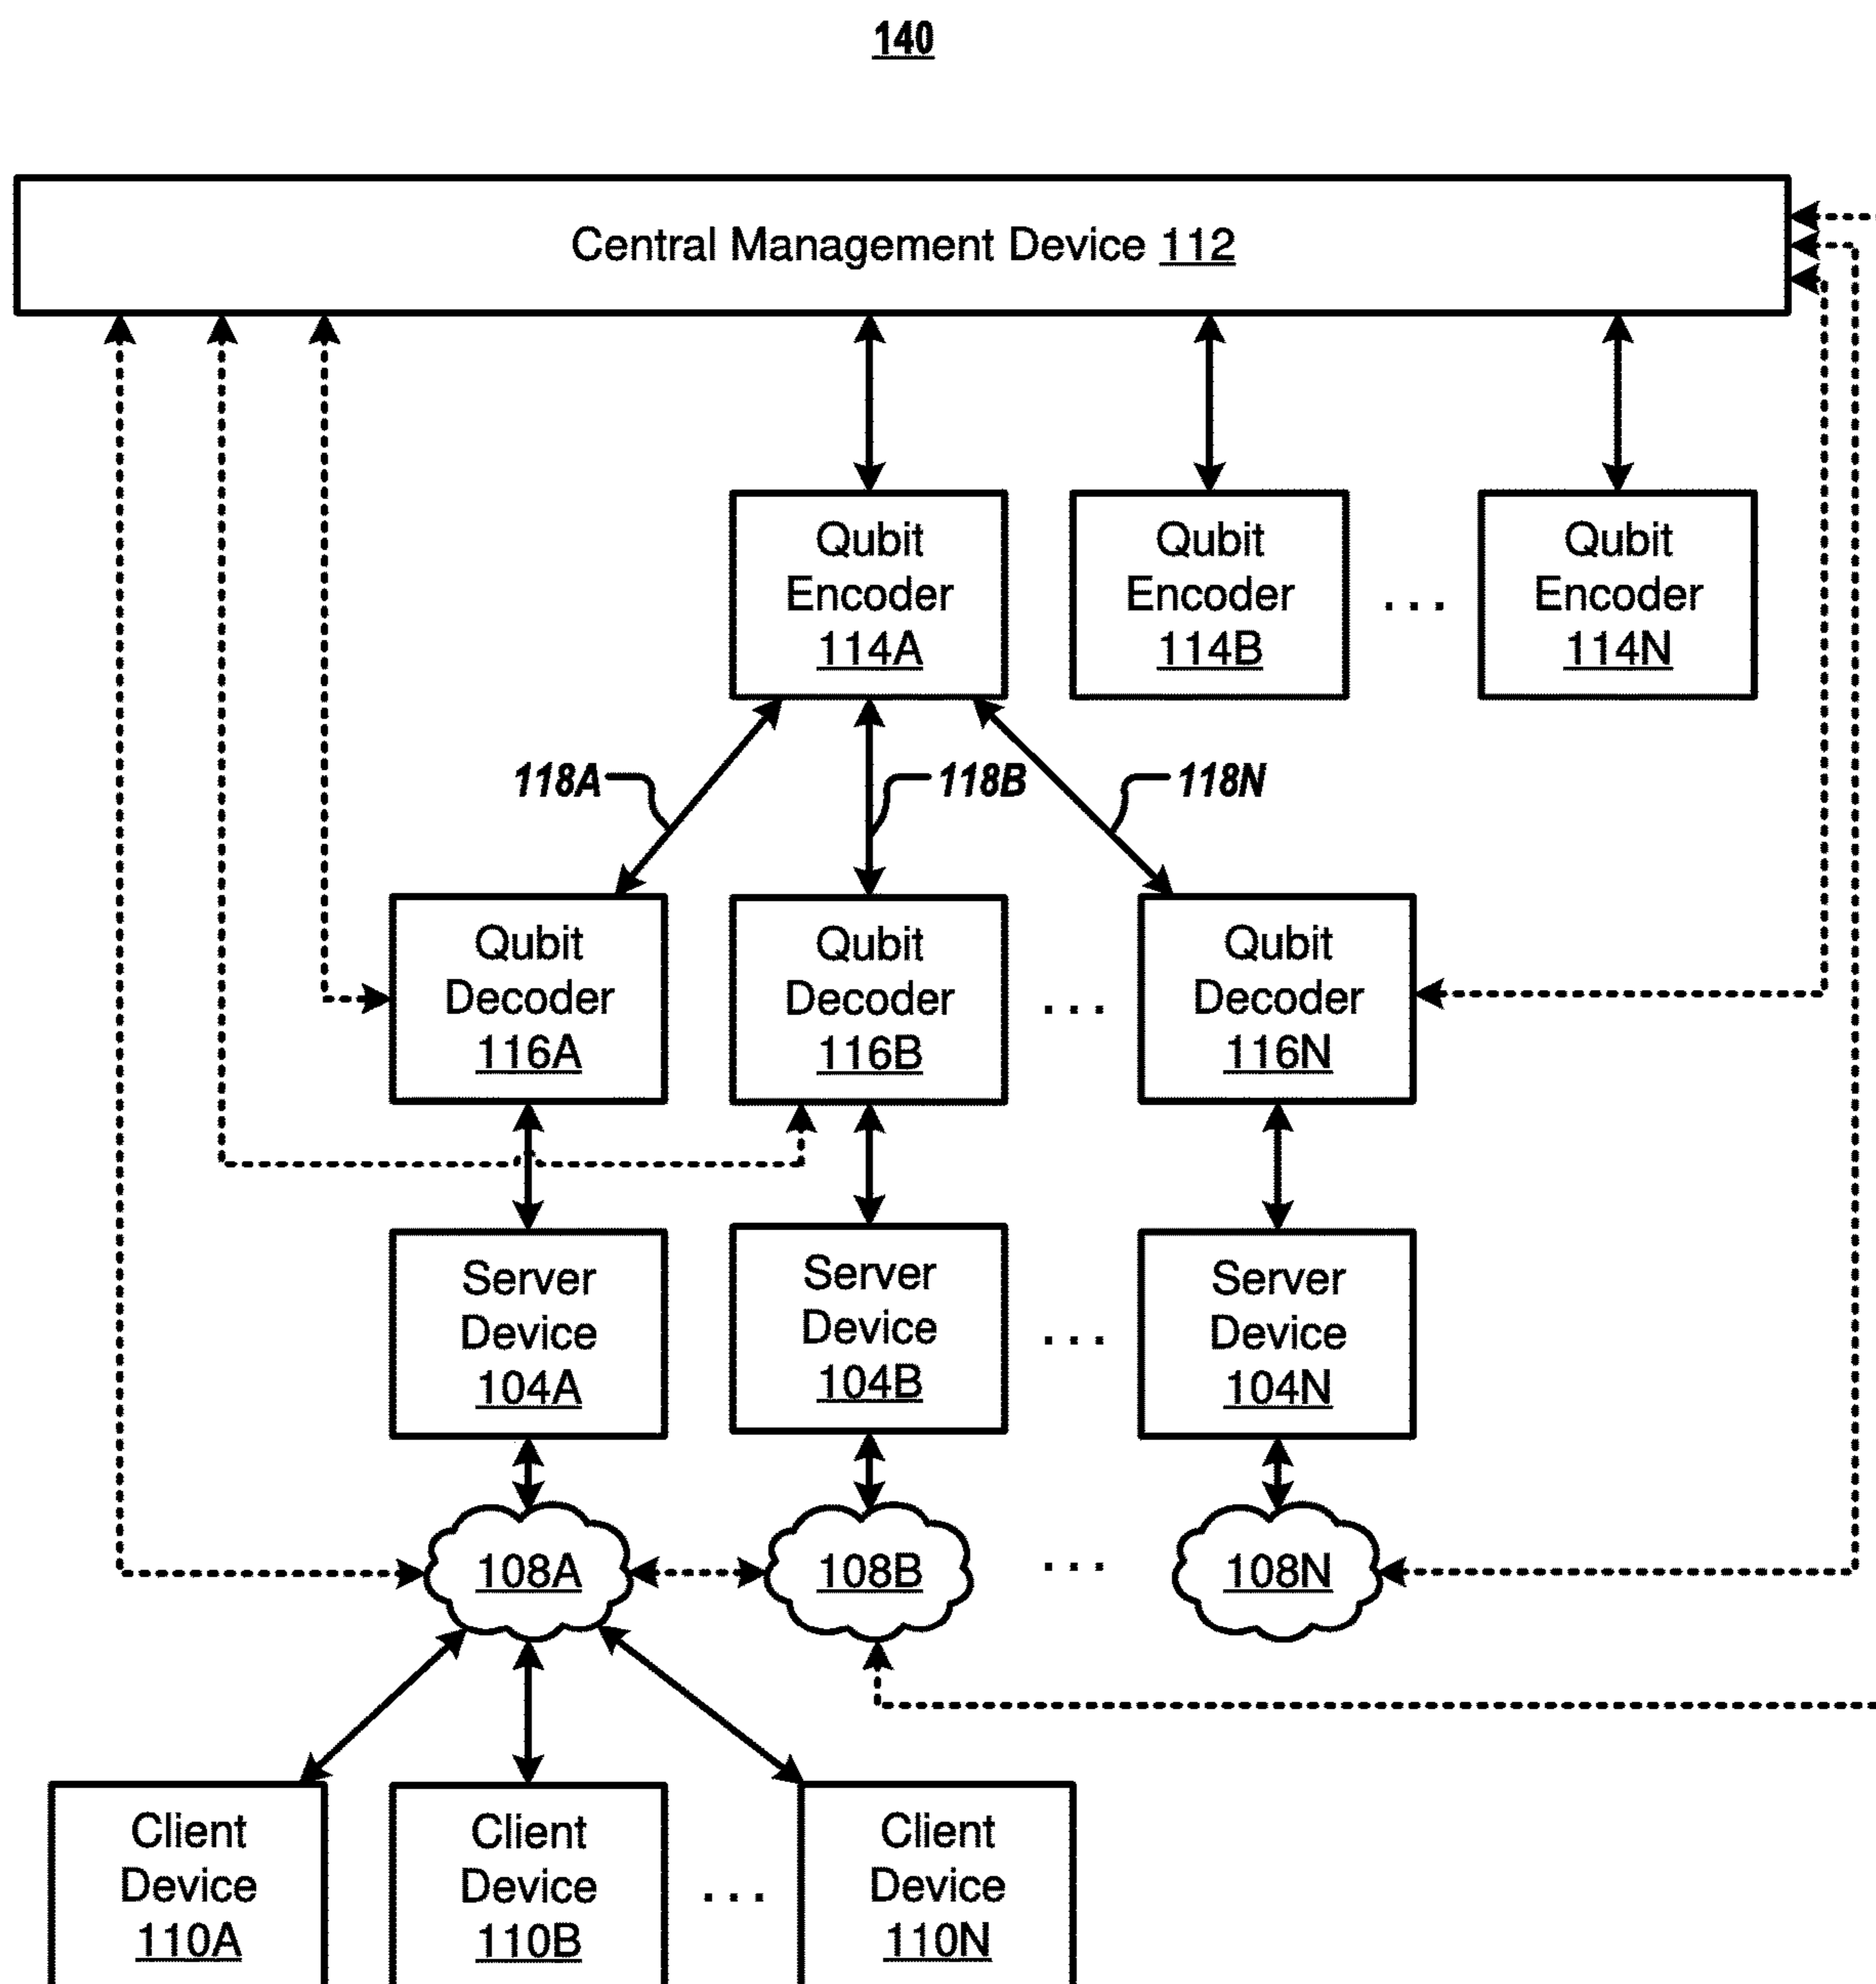 140
Central Management Device 112
Qubit
Encoder
114A
Qubit
Encoder
114B
...
Qubit
Encoder
114N
118A
118B
118N
Qubit
Decoder
116A
Qubit
Decoder
116B
...
Qubit
Decoder
116N
Server
Device
104A
Server
Device
104B
...
Server
Device
104N
108A
108B
...
108N
Client
Device
110A
Client
Device
110B
...
Client
Device
110N